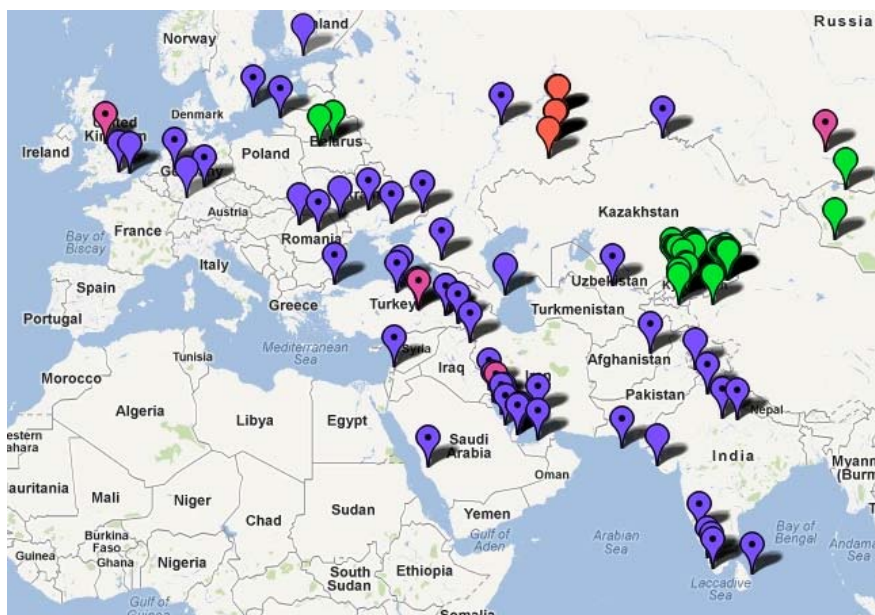 Norway
Russia
Denmark
Ireland
Poland
Belarus
Kazakhstan
Austria
France
Romania
Bay of
Biscay
Italy
Uzbekistan
Spain
Portugal
Greece
Turkey
Turkmenistan
Mediterranean
Sea
Syria
Tunisia
Iraq
Afghanistan
Morocco
Pakistan
Nepal
Algeria
Libya
Egypt
Saudi
Arabia
India
Oman
Mali
Niger
Chad
Sudan
Yemen
Gulf of
Aden
Arabian
Sea
Bay of
Bengal
Burkina
Faso
Guinea
Ghana
Nigeria
South
Sudan
Ethiopia
Laccadive
Sea
Gulf of